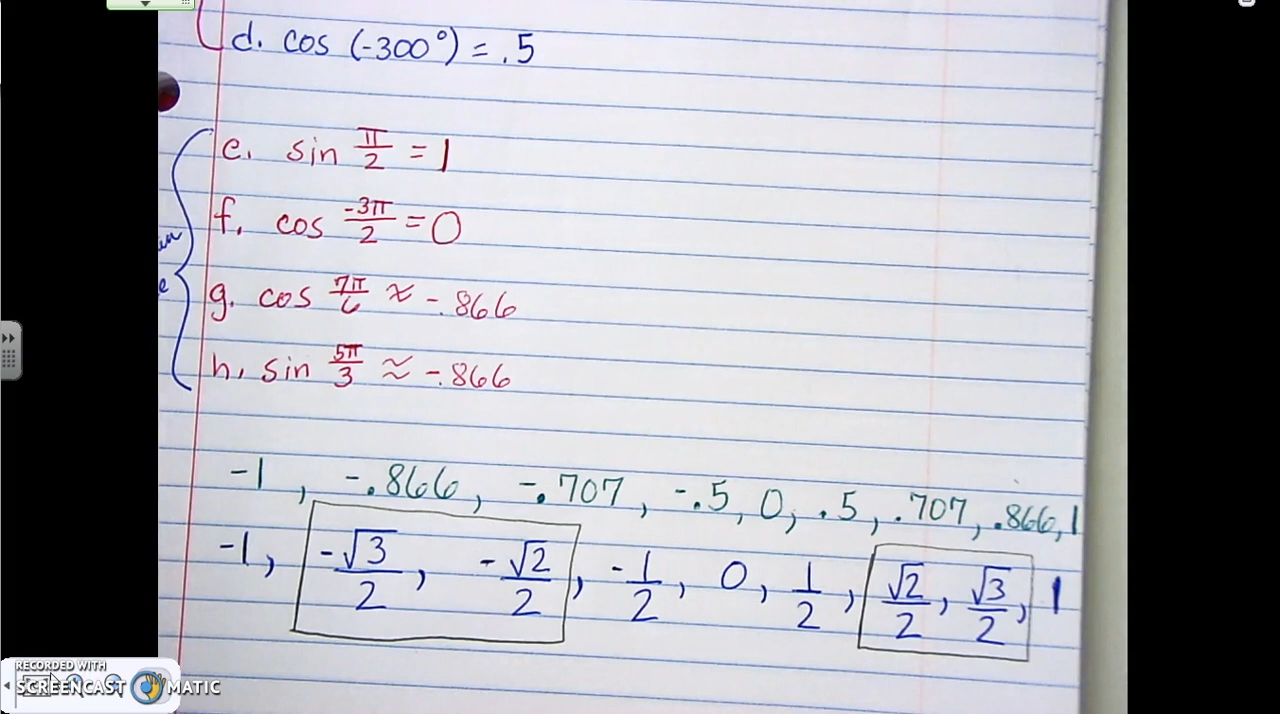 d. cos (-300°) = .5
e. sin π/2 = 1
f. cos -3π/2 = 0
g. cos 7π/6 ≈ -.866
h. sin 5π/3 ≈ -.866
-1, -.866, -.707, -.5, 0, .5, .707, .866, 1
-1, -√3/2, -√2/2, -1/2, 0, 1/2, √2/2, √3/2, 1
RECORDED WITH
SCREENCAST MATIC